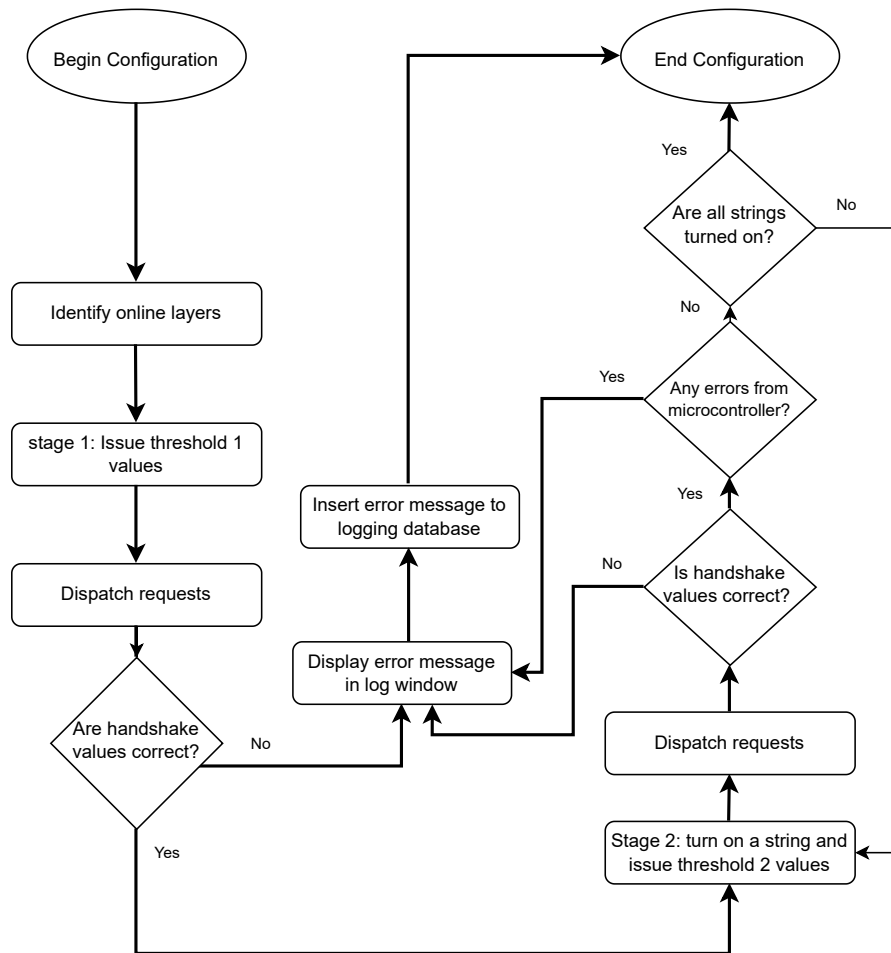 Begin Configuration
End Configuration
Yes
Are all strings
turned on?
No
Identify online layers
No
Yes
Any errors from
microcontroller?
stage 1: Issue threshold 1
values
Insert error message to
logging database
Yes
No
Is handshake
values correct?
Dispatch requests
Display error message
in log window
Are handshake
values correct?
No
Dispatch requests
Yes
Stage 2: turn on a string and
issue threshold 2 values